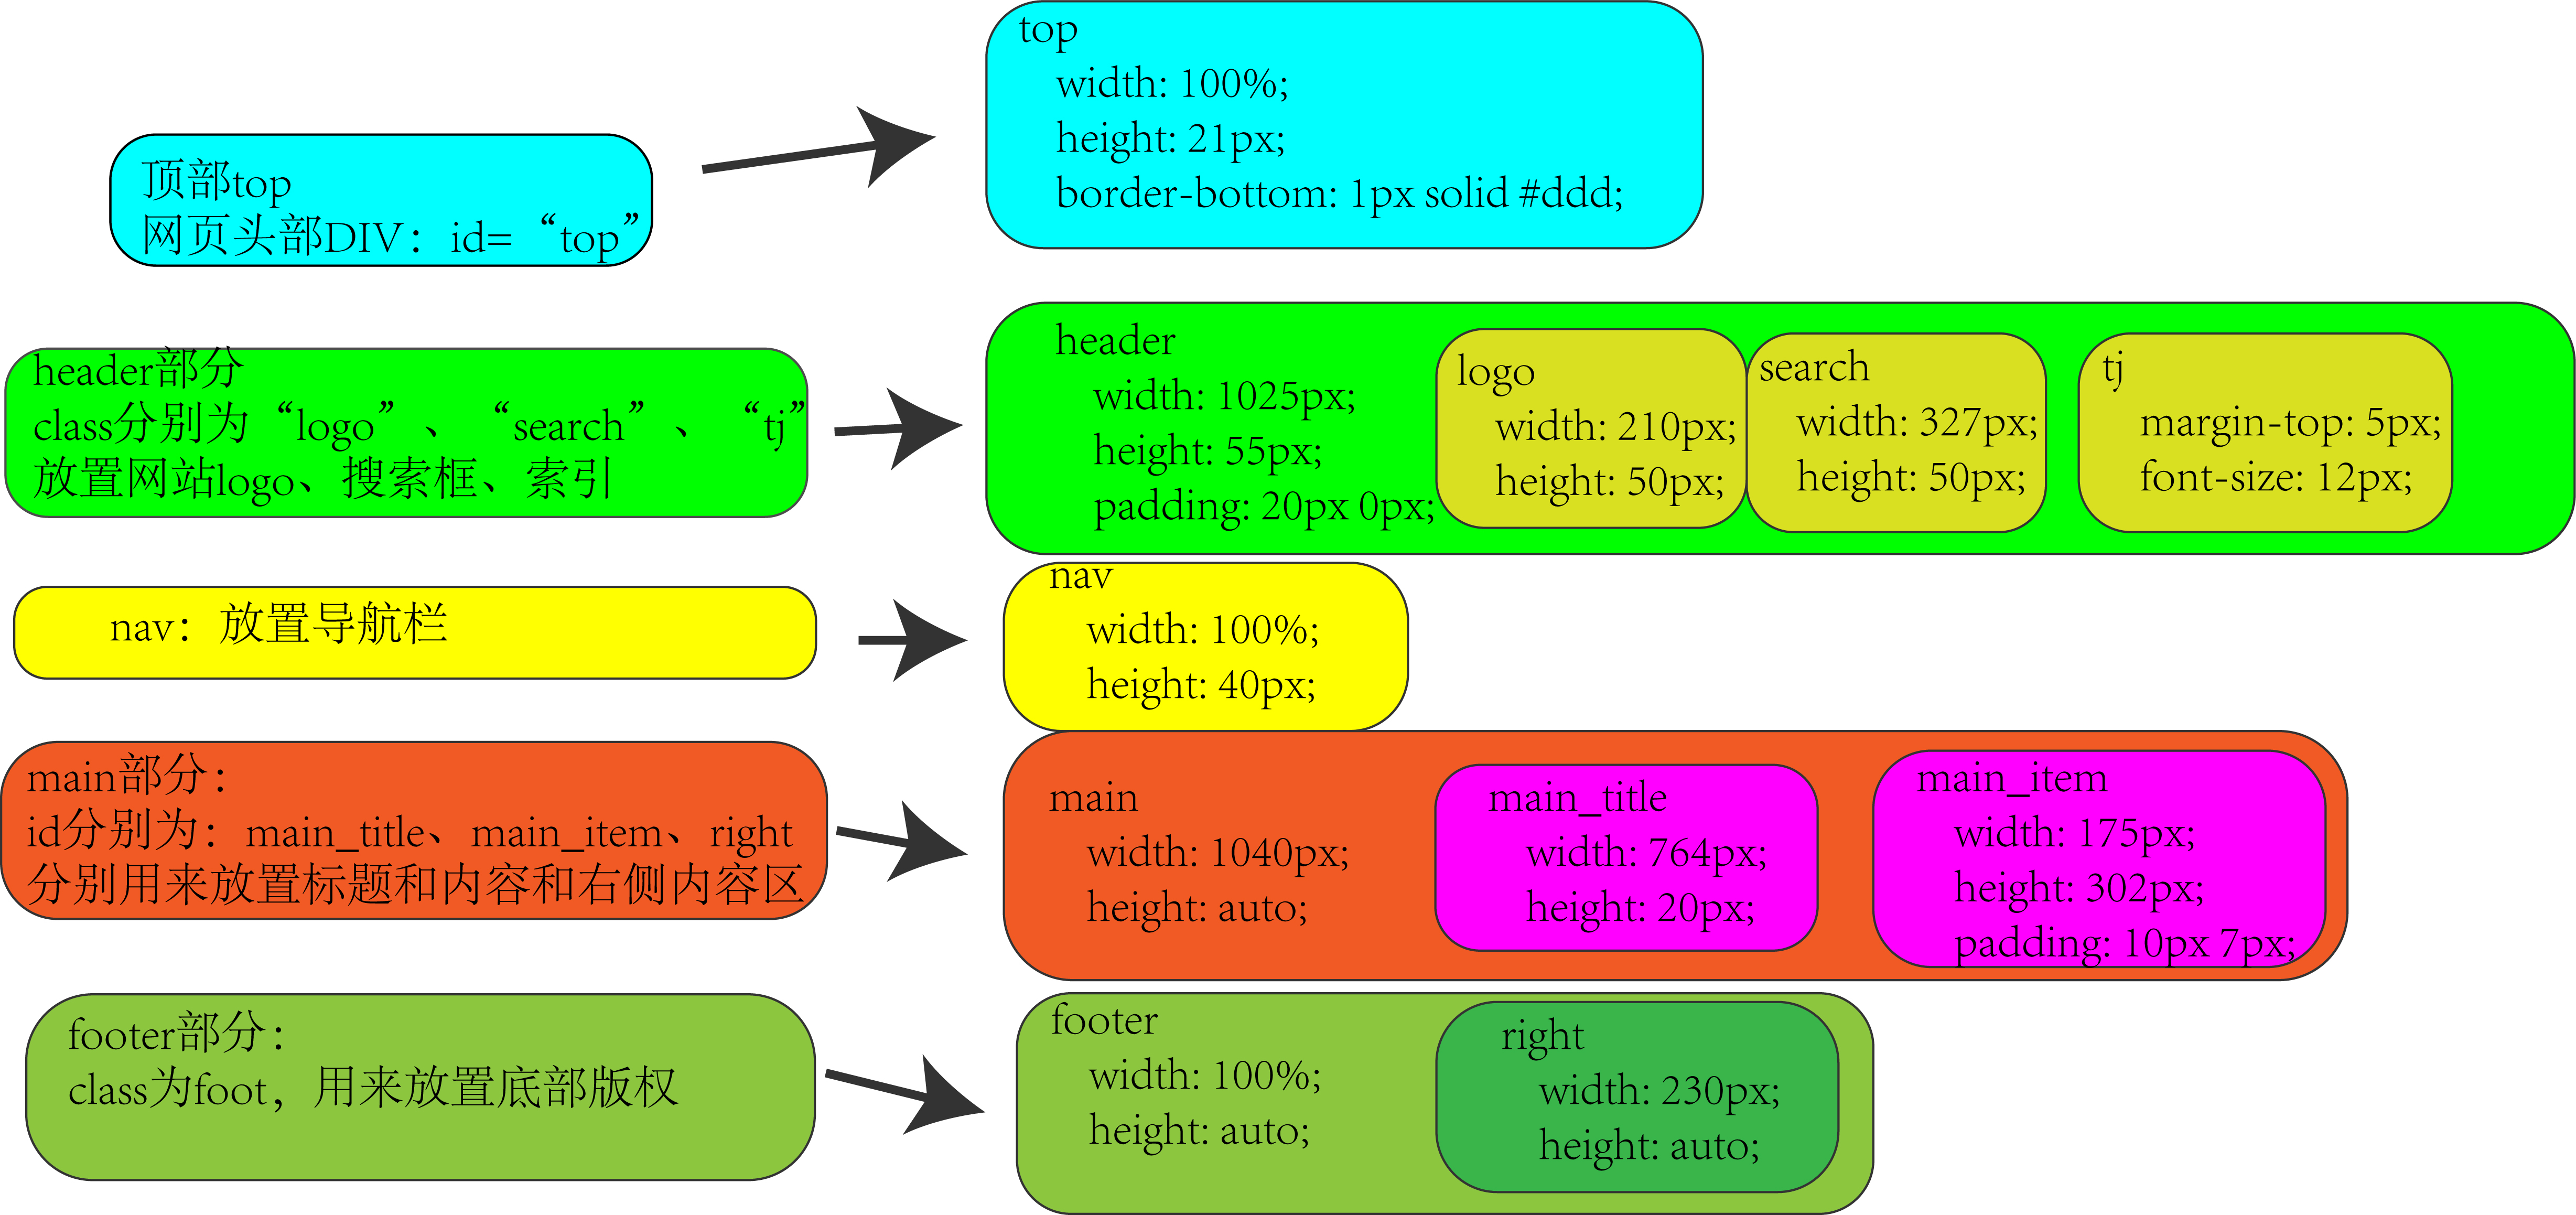 顶部top
网页头部DIV：id=“top”
top
width: 100%;
height: 21px;
border-bottom: 1px solid #ddd;
header部分
class分别为“logo”、“search”、“tj”
放置网站logo、搜索框、索引
header
width: 1025px;
height: 55px;
padding: 20px 0px;
logo
width: 210px;
height: 50px;
search
width: 327px;
height: 50px;
tj
margin-top: 5px;
font-size: 12px;
nav：放置导航栏
nav
width: 100%;
height: 40px;
main部分：
id分别为：main_title、main_item、right
分别用来放置标题和内容和右侧内容区
main
width: 1040px;
height: auto;
main_title
width: 764px;
height: 20px;
main_item
width: 175px;
height: 302px;
padding: 10px 7px;
footer部分：
class为foot，用来放置底部版权
footer
width: 100%;
height: auto;
right
width: 230px;
height: auto;